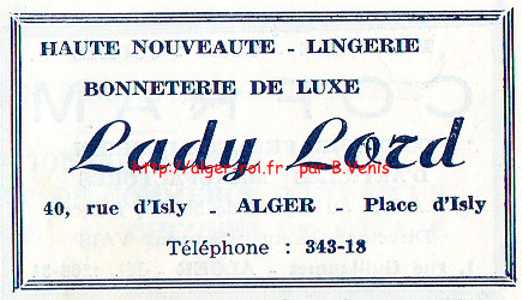 HAUTE NOUVEAUTE - LINGERIE
BONNETERIE DE LUXE
Lady Lord
http://alger-roi.fr par B.Venis
40, rue d'Isly - ALGER - Place d'Isly
Téléphone : 343-18